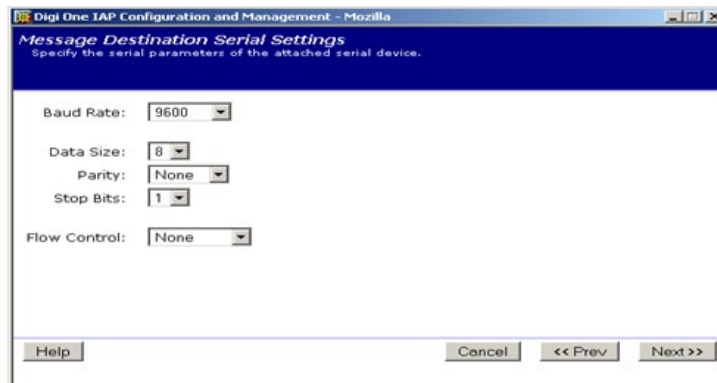 Digi One IAP Configuration and Management - Mozilla
Message Destination Serial Settings
Specify the serial parameters of the attached serial device.
Baud Rate: 9600
Data Size: 8
Parity: None
Stop Bits: 1
Flow Control: None
Help Cancel << Prev Next >>